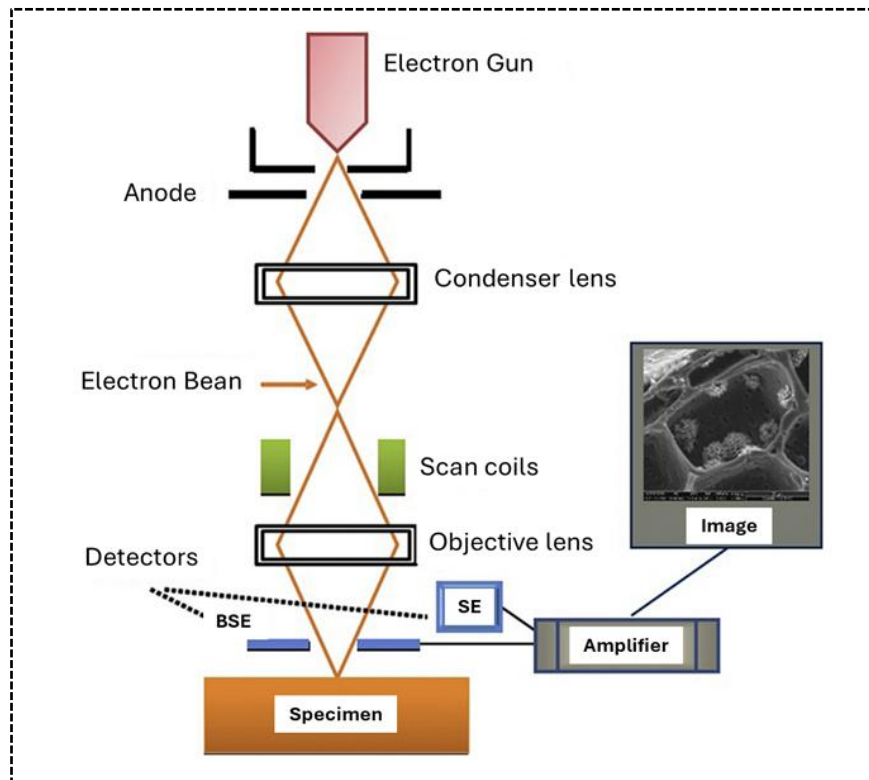 Electron Gun
Anode
Condenser lens
Electron Bean
Scan coils
Image
Objective lens
Detectors
SE
BSE
Amplifier
Specimen